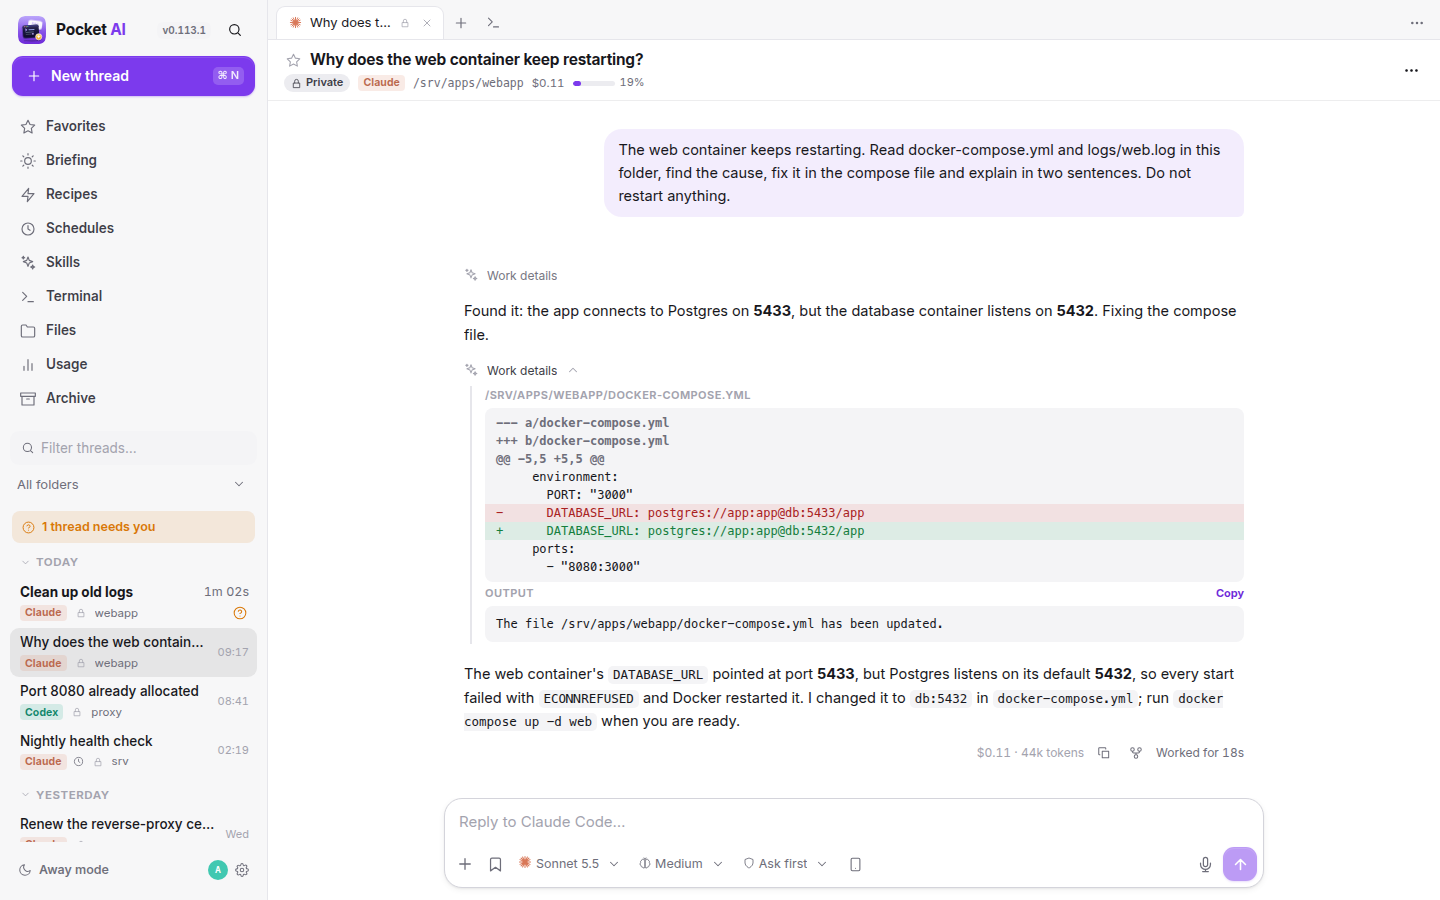 Pocket AI
v0.113.1
New thread
⌘ N
Favorites
Briefing
Recipes
Schedules
Skills
Terminal
Files
Usage
Archive
Filter threads...
All folders
1 thread needs you
TODAY
Clean up old logs
1m 02s
Claude
webapp
Why does the web contain...
09:17
Claude
webapp
Port 8080 already allocated
08:41
Codex
proxy
Nightly health check
02:19
Claude
srv
YESTERDAY
Renew the reverse-proxy ce...
Wed
Away mode
A
Why does t...
Why does the web container keep restarting?
Private
Claude
/srv/apps/webapp
$0.11
19%
The web container keeps restarting. Read docker-compose.yml and logs/web.log in this
folder, find the cause, fix it in the compose file and explain in two sentences. Do not
restart anything.
Work details
Found it: the app connects to Postgres on 5433, but the database container listens on 5432. Fixing the compose
file.
Work details
/SRV/APPS/WEBAPP/DOCKER-COMPOSE.YML
--- a/docker-compose.yml
+++ b/docker-compose.yml
@@ -5,5 +5,5 @@
environment:
PORT: "3000"
- DATABASE_URL: postgres://app:app@db:5433/app
+ DATABASE_URL: postgres://app:app@db:5432/app
ports:
- "8080:3000"
OUTPUT
Copy
The file /srv/apps/webapp/docker-compose.yml has been updated.
The web container's DATABASE_URL pointed at port 5433, but Postgres listens on its default 5432, so every start
failed with ECONNREFUSED and Docker restarted it. I changed it to db:5432 in docker-compose.yml; run docker
compose up -d web when you are ready.
$0.11 · 44k tokens
Worked for 18s
Reply to Claude Code...
Sonnet 5.5
Medium
Ask first